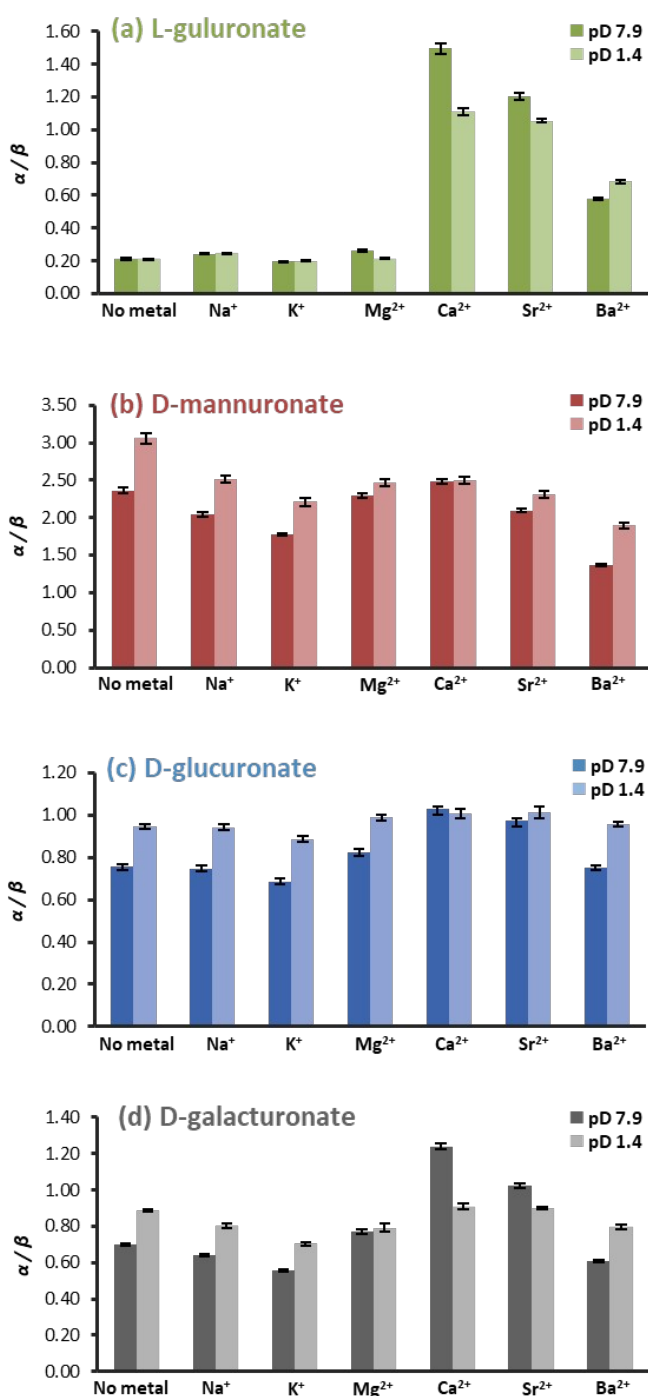 (a) L-guluronate
pD 7.9
pD 1.4
α / β
1.60
1.40
1.20
1.00
0.80
0.60
0.40
0.20
0.00
No metal Na⁺ K⁺ Mg²⁺ Ca²⁺ Sr²⁺ Ba²⁺
(b) D-mannuronate
pD 7.9
pD 1.4
α / β
3.50
3.00
2.50
2.00
1.50
1.00
0.50
0.00
No metal Na⁺ K⁺ Mg²⁺ Ca²⁺ Sr²⁺ Ba²⁺
(c) D-glucuronate
pD 7.9
pD 1.4
α / β
1.20
1.00
0.80
0.60
0.40
0.20
0.00
No metal Na⁺ K⁺ Mg²⁺ Ca²⁺ Sr²⁺ Ba²⁺
(d) D-galacturonate
pD 7.9
pD 1.4
α / β
1.40
1.20
1.00
0.80
0.60
0.40
0.20
0.00
No metal Na⁺ K⁺ Mg²⁺ Ca²⁺ Sr²⁺ Ba²⁺